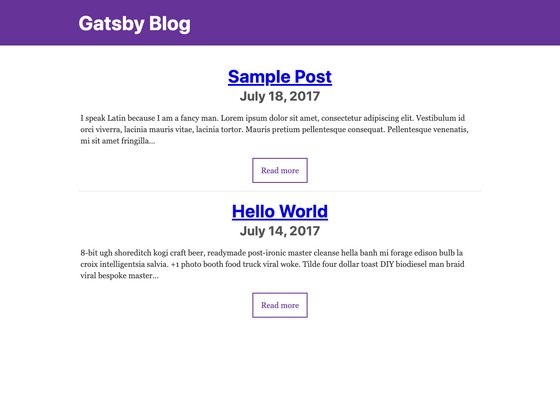 Gatsby Blog
Sample Post
July 18, 2017
I speak Latin because I am a fancy man. Lorem ipsum dolor sit amet, consectetur adipiscing elit. Vestibulum id
orci viverra, lacinia mauris vitae, lacinia tortor. Mauris pretium pellentesque consequat. Pellentesque venenatis,
mi sit amet fringilla...
Read more
Hello World
July 14, 2017
8-bit ugh shoreditch kogi craft beer, readymade post-ironic master cleanse hella banh mi forage edison bulb la
croix intelligentsia salvia. +1 photo booth food truck viral woke. Tilde four dollar toast DIY biodiesel man braid
viral bespoke master...
Read more